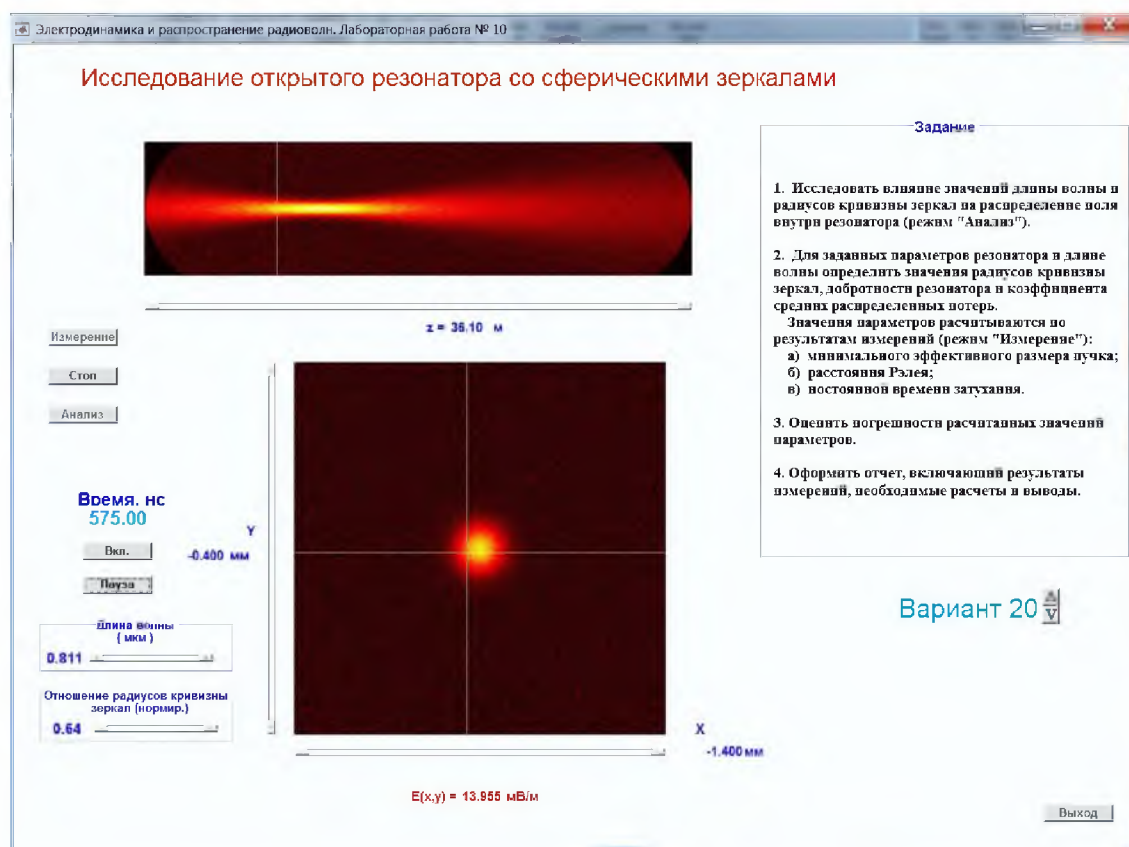 Электродинамика и распространение радиоволн. Лабораторная работа № 10
Исследование открытого резонатора со сферическими зеркалами
Задание
1. Исследовать влияние значений длины волны и
радиусов кривизны зеркал на распределение поля
внутри резонатора (режим "Анализ").
2. Для заданных параметров резонатора и длине
волны определить значения радиусов кривизны
зеркал, добротности резонатора и коэффициента
средних распределенных потерь.
Значения параметров расчитываются по
результатам измерений (режим "Измерение"):
а) минимального эффективного размера пучка;
б) расстояния Рэлея;
в) постоянной времени затухания.
3. Оценить погрешности расчитанных значений
параметров.
4. Оформить отчет, включающий результаты
измерений, необходимые расчеты и выводы.
z = 36.10 м
Измерение
Стоп
Анализ
Время, нс
575.00
Вкл.
Пауза
Y
-0.400 мм
Длина волны
( мкм )
0.811
Отношение радиусов кривизны
зеркал (нормир.)
0.64
X
-1.400 мм
E(x,y) = 13.955 мВ/м
Вариант 20
Выход